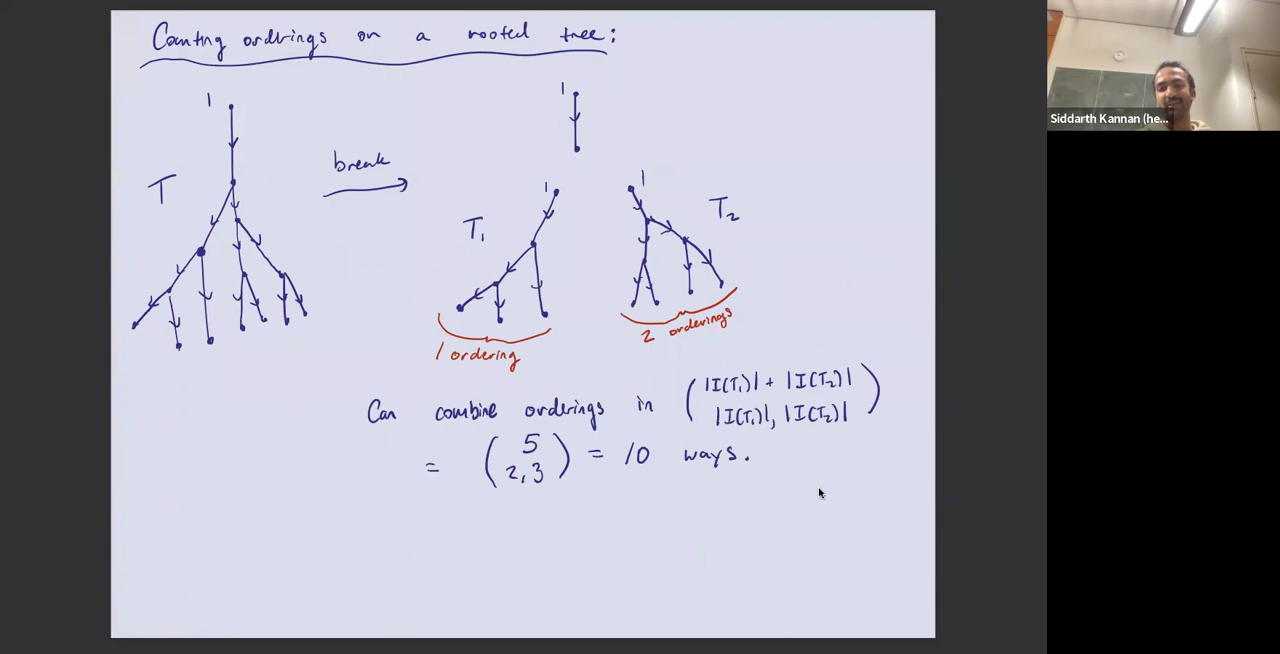 Counting orderings on a rooted tree:
1
1
T
break
1
1
T₁
T₂
1 ordering
2 orderings
Can combine orderings in (|I(T₁)| + |I(T₂)|
|I(T₁)|, |I(T₂)|)
= (5
2,3) = 10 ways.
Siddarth Kannan (he...